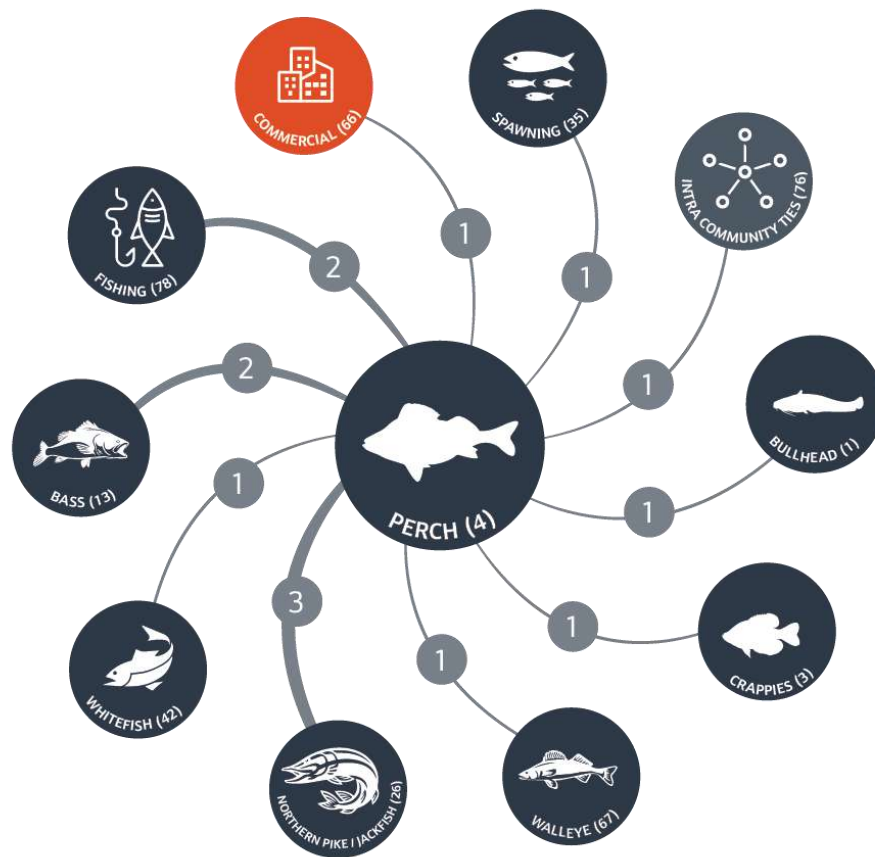 COMMERCIAL (66)
SPAWNING (35)
INTRA COMMUNITY TIES (76)
FISHING (78)
1
1
2
2
1
BASS (13)
BULLHEAD (1)
1
PERCH (4)
1
3
1
1
WHITEFISH (42)
CRAPPIES (3)
NORTHERN PIKE / JACKFISH (26)
WALLEYE (67)